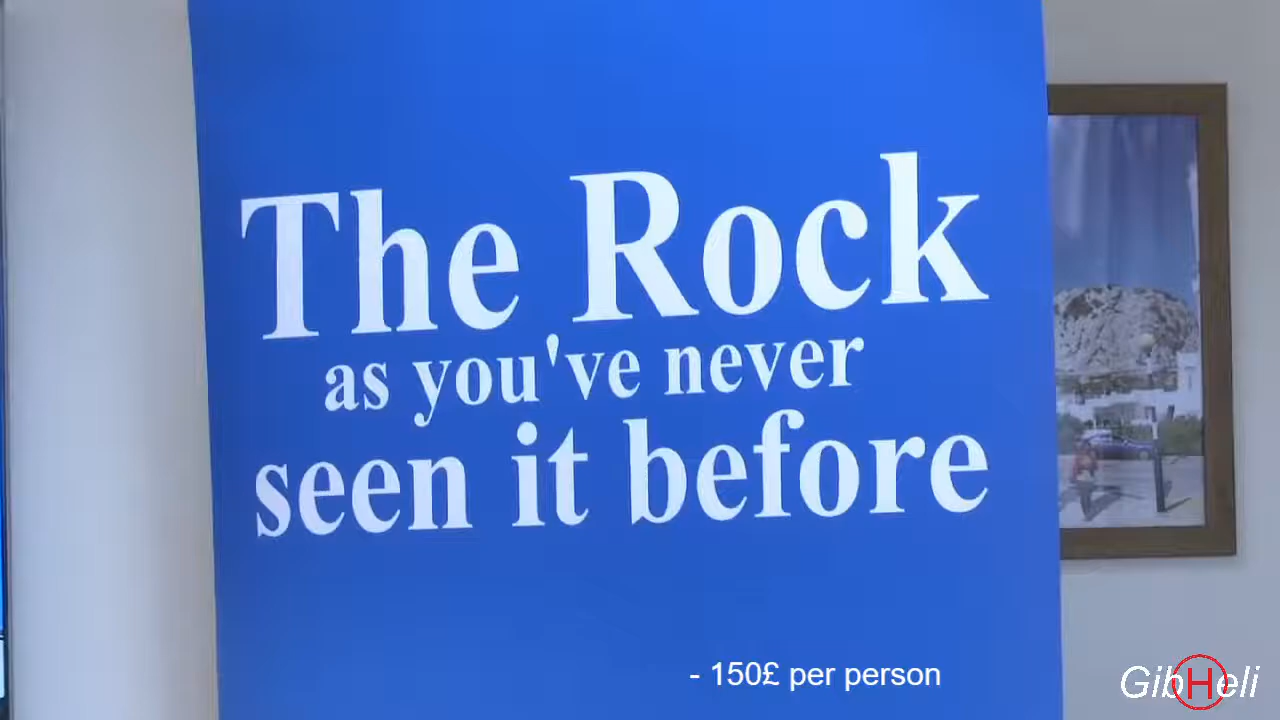 The Rock
as you've never
seen it before
- 150£ per person
GibHeli